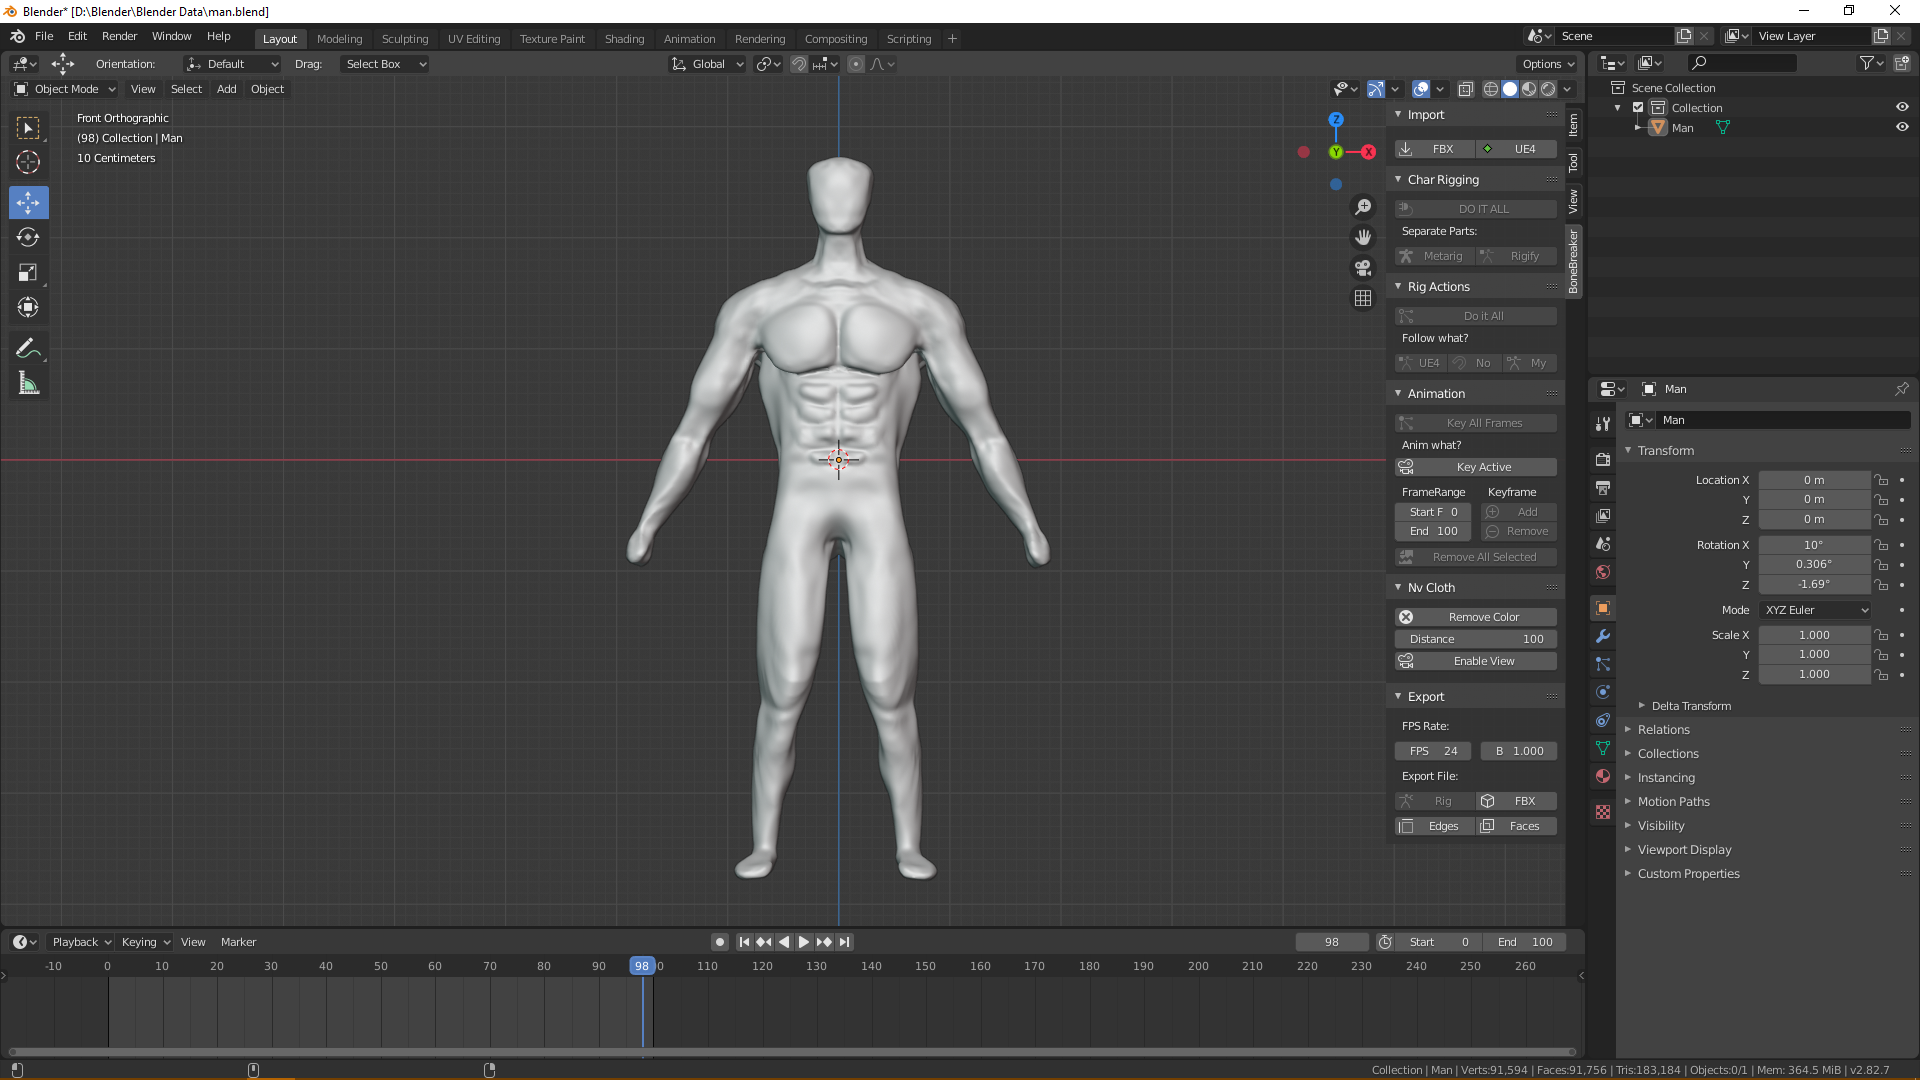 Blender* [D:\Blender\Blender Data\man.blend]
File Edit Render Window Help Layout Modeling Sculpting UV Editing Texture Paint Shading Animation Rendering Compositing Scripting + Scene View Layer
Orientation: Default Drag: Select Box Global Options
Object Mode View Select Add Object
Front Orthographic
(98) Collection | Man
10 Centimeters
Z
Y
X
Import
FBX UE4
Char Rigging
DO IT ALL
Separate Parts:
Metarig Rigify
Rig Actions
Do it All
Follow what?
UE4 No My
Animation
Key All Frames
Anim what?
Key Active
FrameRange Keyframe
Start F 0 Add
End 100 Remove
Remove All Selected
Nv Cloth
Remove Color
Distance 100
Enable View
Export
FPS Rate:
FPS 24 B 1.000
Export File:
Rig FBX
Edges Faces
Item
Tool
View
BoneBreaker
Scene Collection
Collection
Man
Man
Man
Transform
Location X 0 m
Y 0 m
Z 0 m
Rotation X 10°
Y 0.306°
Z -1.69°
Mode XYZ Euler
Scale X 1.000
Y 1.000
Z 1.000
Delta Transform
Relations
Collections
Instancing
Motion Paths
Visibility
Viewport Display
Custom Properties
Playback Keying View Marker 98 Start 0 End 100
-10 0 10 20 30 40 50 60 70 80 90 98 0 110 120 130 140 150 160 170 180 190 200 210 220 230 240 250 260
Collection | Man | Verts:91,594 | Faces:91,756 | Tris:183,184 | Objects:0/1 | Mem: 364.5 MiB | v2.82.7